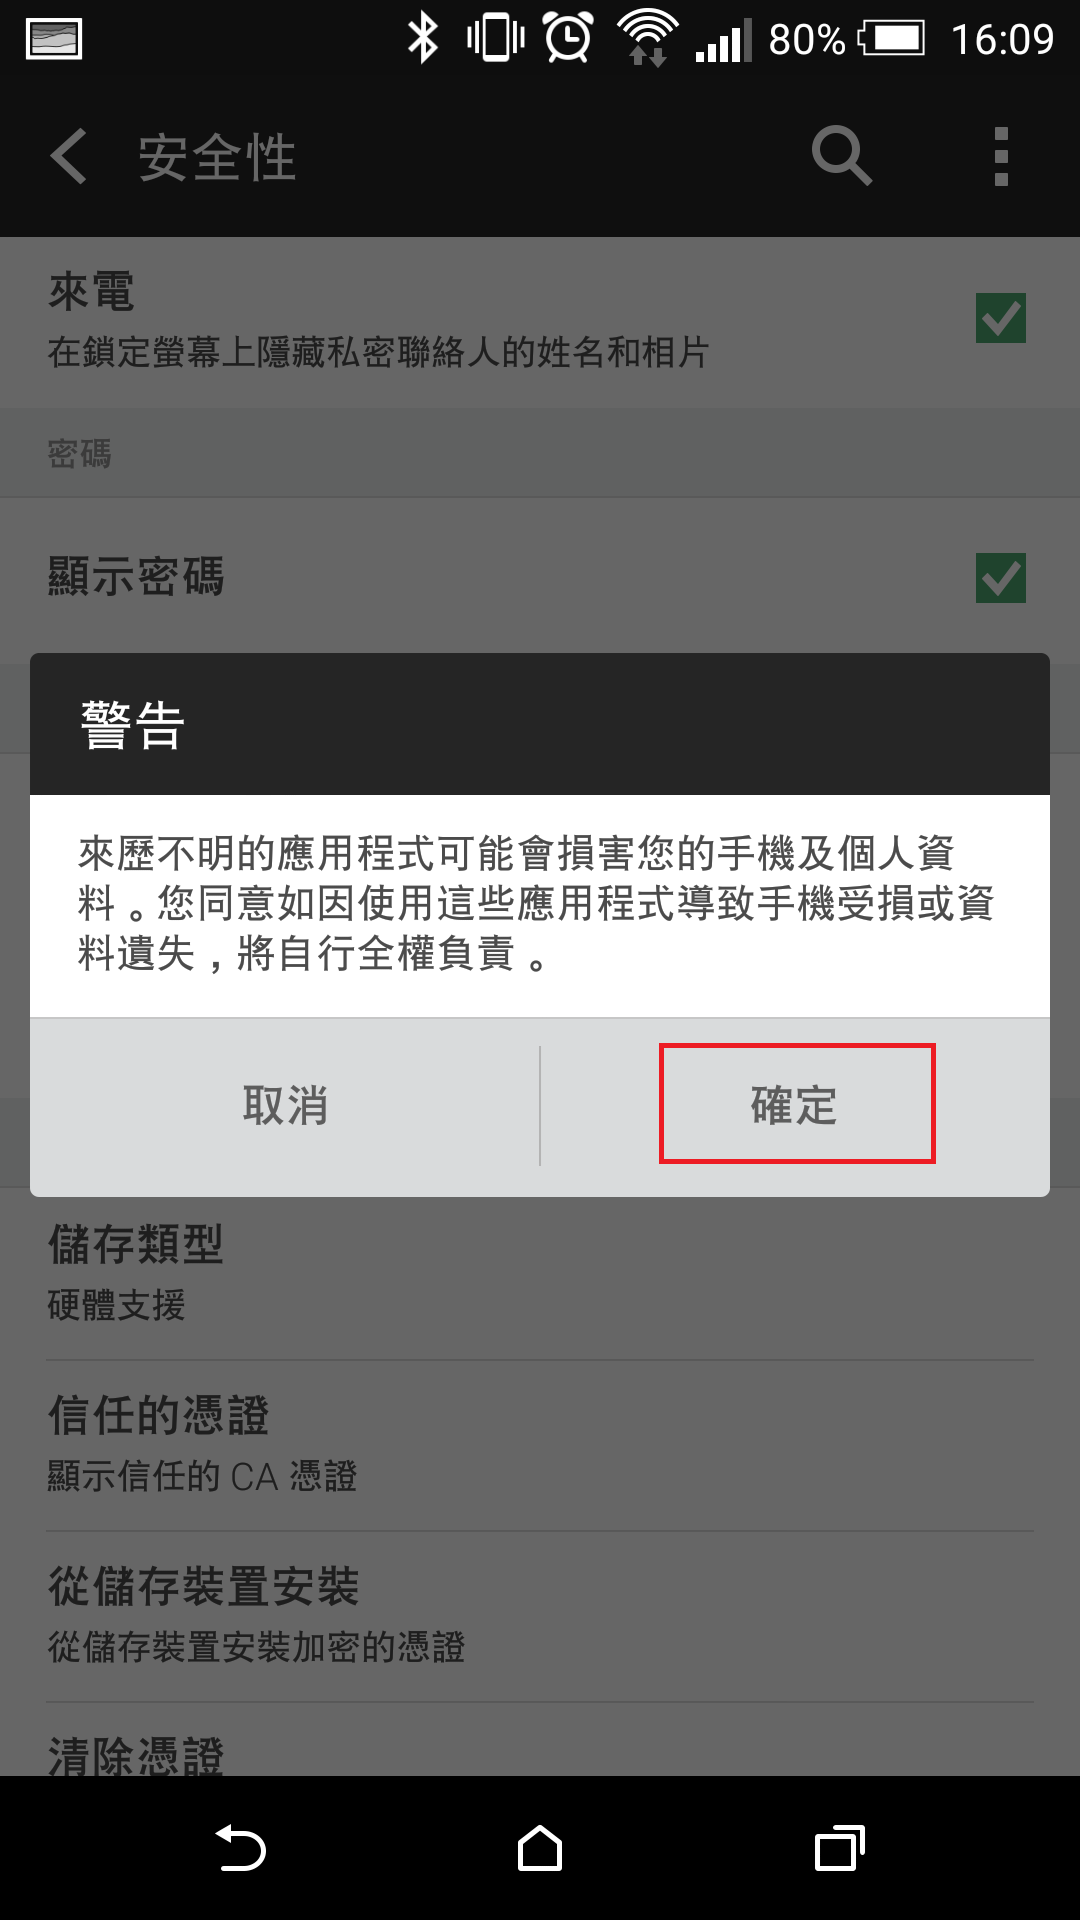 80% 16:09
安全性
來電
在鎖定螢幕上隱藏私密聯絡人的姓名和相片
密碼
顯示密碼
警告
來歷不明的應用程式可能會損害您的手機及個人資
料。您同意如因使用這些應用程式導致手機受損或資
料遺失，將自行全權負責。
取消
確定
儲存類型
硬體支援
信任的憑證
顯示信任的 CA 憑證
從儲存裝置安裝
從儲存裝置安裝加密的憑證
清除憑證